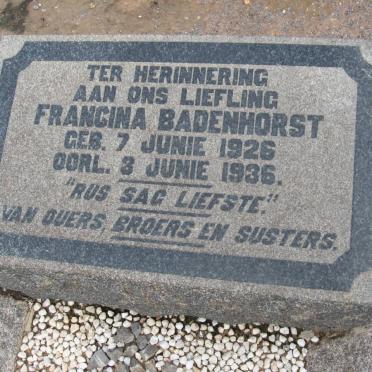 TER HERINNERING
AAN ONS LIEFLING
FRANCINA BADENHORST
GEB. 7 JUNIE 1926
OORL. 3 JUNIE 1936.
"RUS SAG LIEFSTE."
VAN OUERS, BROERS EN SUSTERS.